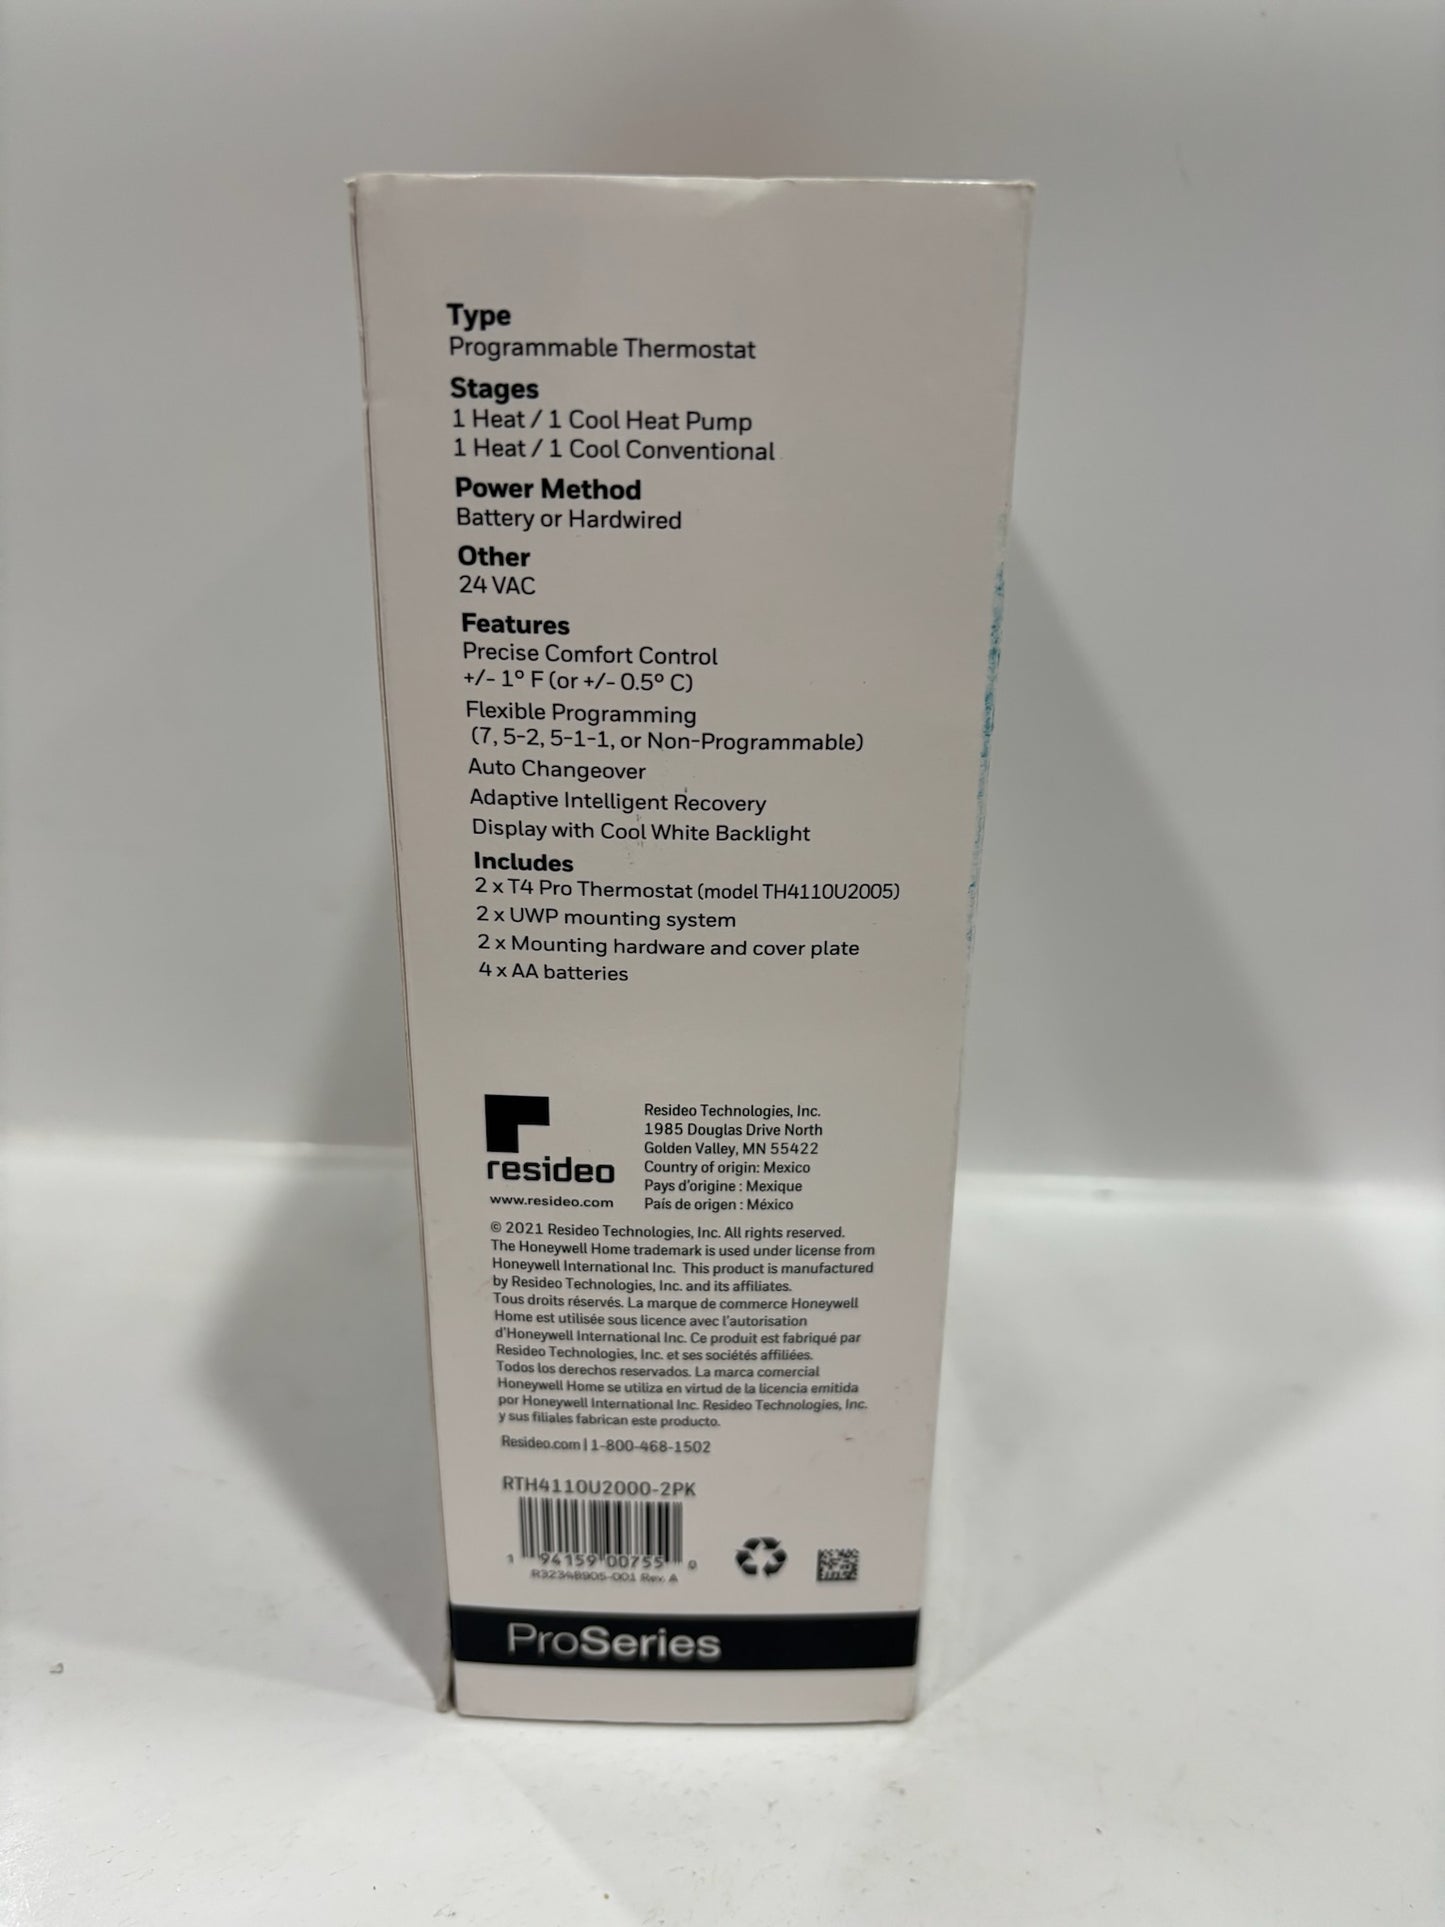 Type
Programmable Thermostat
Stages
1 Heat / 1 Cool Heat Pump
1 Heat / 1 Cool Conventional
Power Method
Battery or Hardwired
Other
24 VAC
Features
Precise Comfort Control
+/- 1º F (or +/- 0.5º C)
Flexible Programming
(7, 5-2, 5-1-1, or Non-Programmable)
Auto Changeover
Adaptive Intelligent Recovery
Display with Cool White Backlight
Includes
2 x T4 Pro Thermostat (model TH4110U2005)
2 x UWP mounting system
2 x Mounting hardware and cover plate
4 x AA batteries
resideo
www.resideo.com
Resideo Technologies, Inc.
1985 Douglas Drive North
Golden Valley, MN 55422
Country of origin: Mexico
Pays d'origine : Mexique
País de origen : México
© 2021 Resideo Technologies, Inc. All rights reserved.
The Honeywell Home trademark is used under license from
Honeywell International Inc. This product is manufactured
by Resideo Technologies, Inc. and its affiliates.
Tous droits réservés. La marque de commerce Honeywell
Home est utilisée sous licence avec l'autorisation
d'Honeywell International Inc. Ce produit est fabriqué par
Resideo Technologies, Inc. et ses sociétés affiliées.
Todos los derechos reservados. La marca comercial
Honeywell Home se utiliza en virtud de la licencia emitida
por Honeywell International Inc. Resideo Technologies, Inc.
y sus filiales fabrican este producto.
Resideo.com | 1-800-468-1502
RTH4110U2000-2PK
1 94159 00755 0
R32348905-001 Rev. A
ProSeries